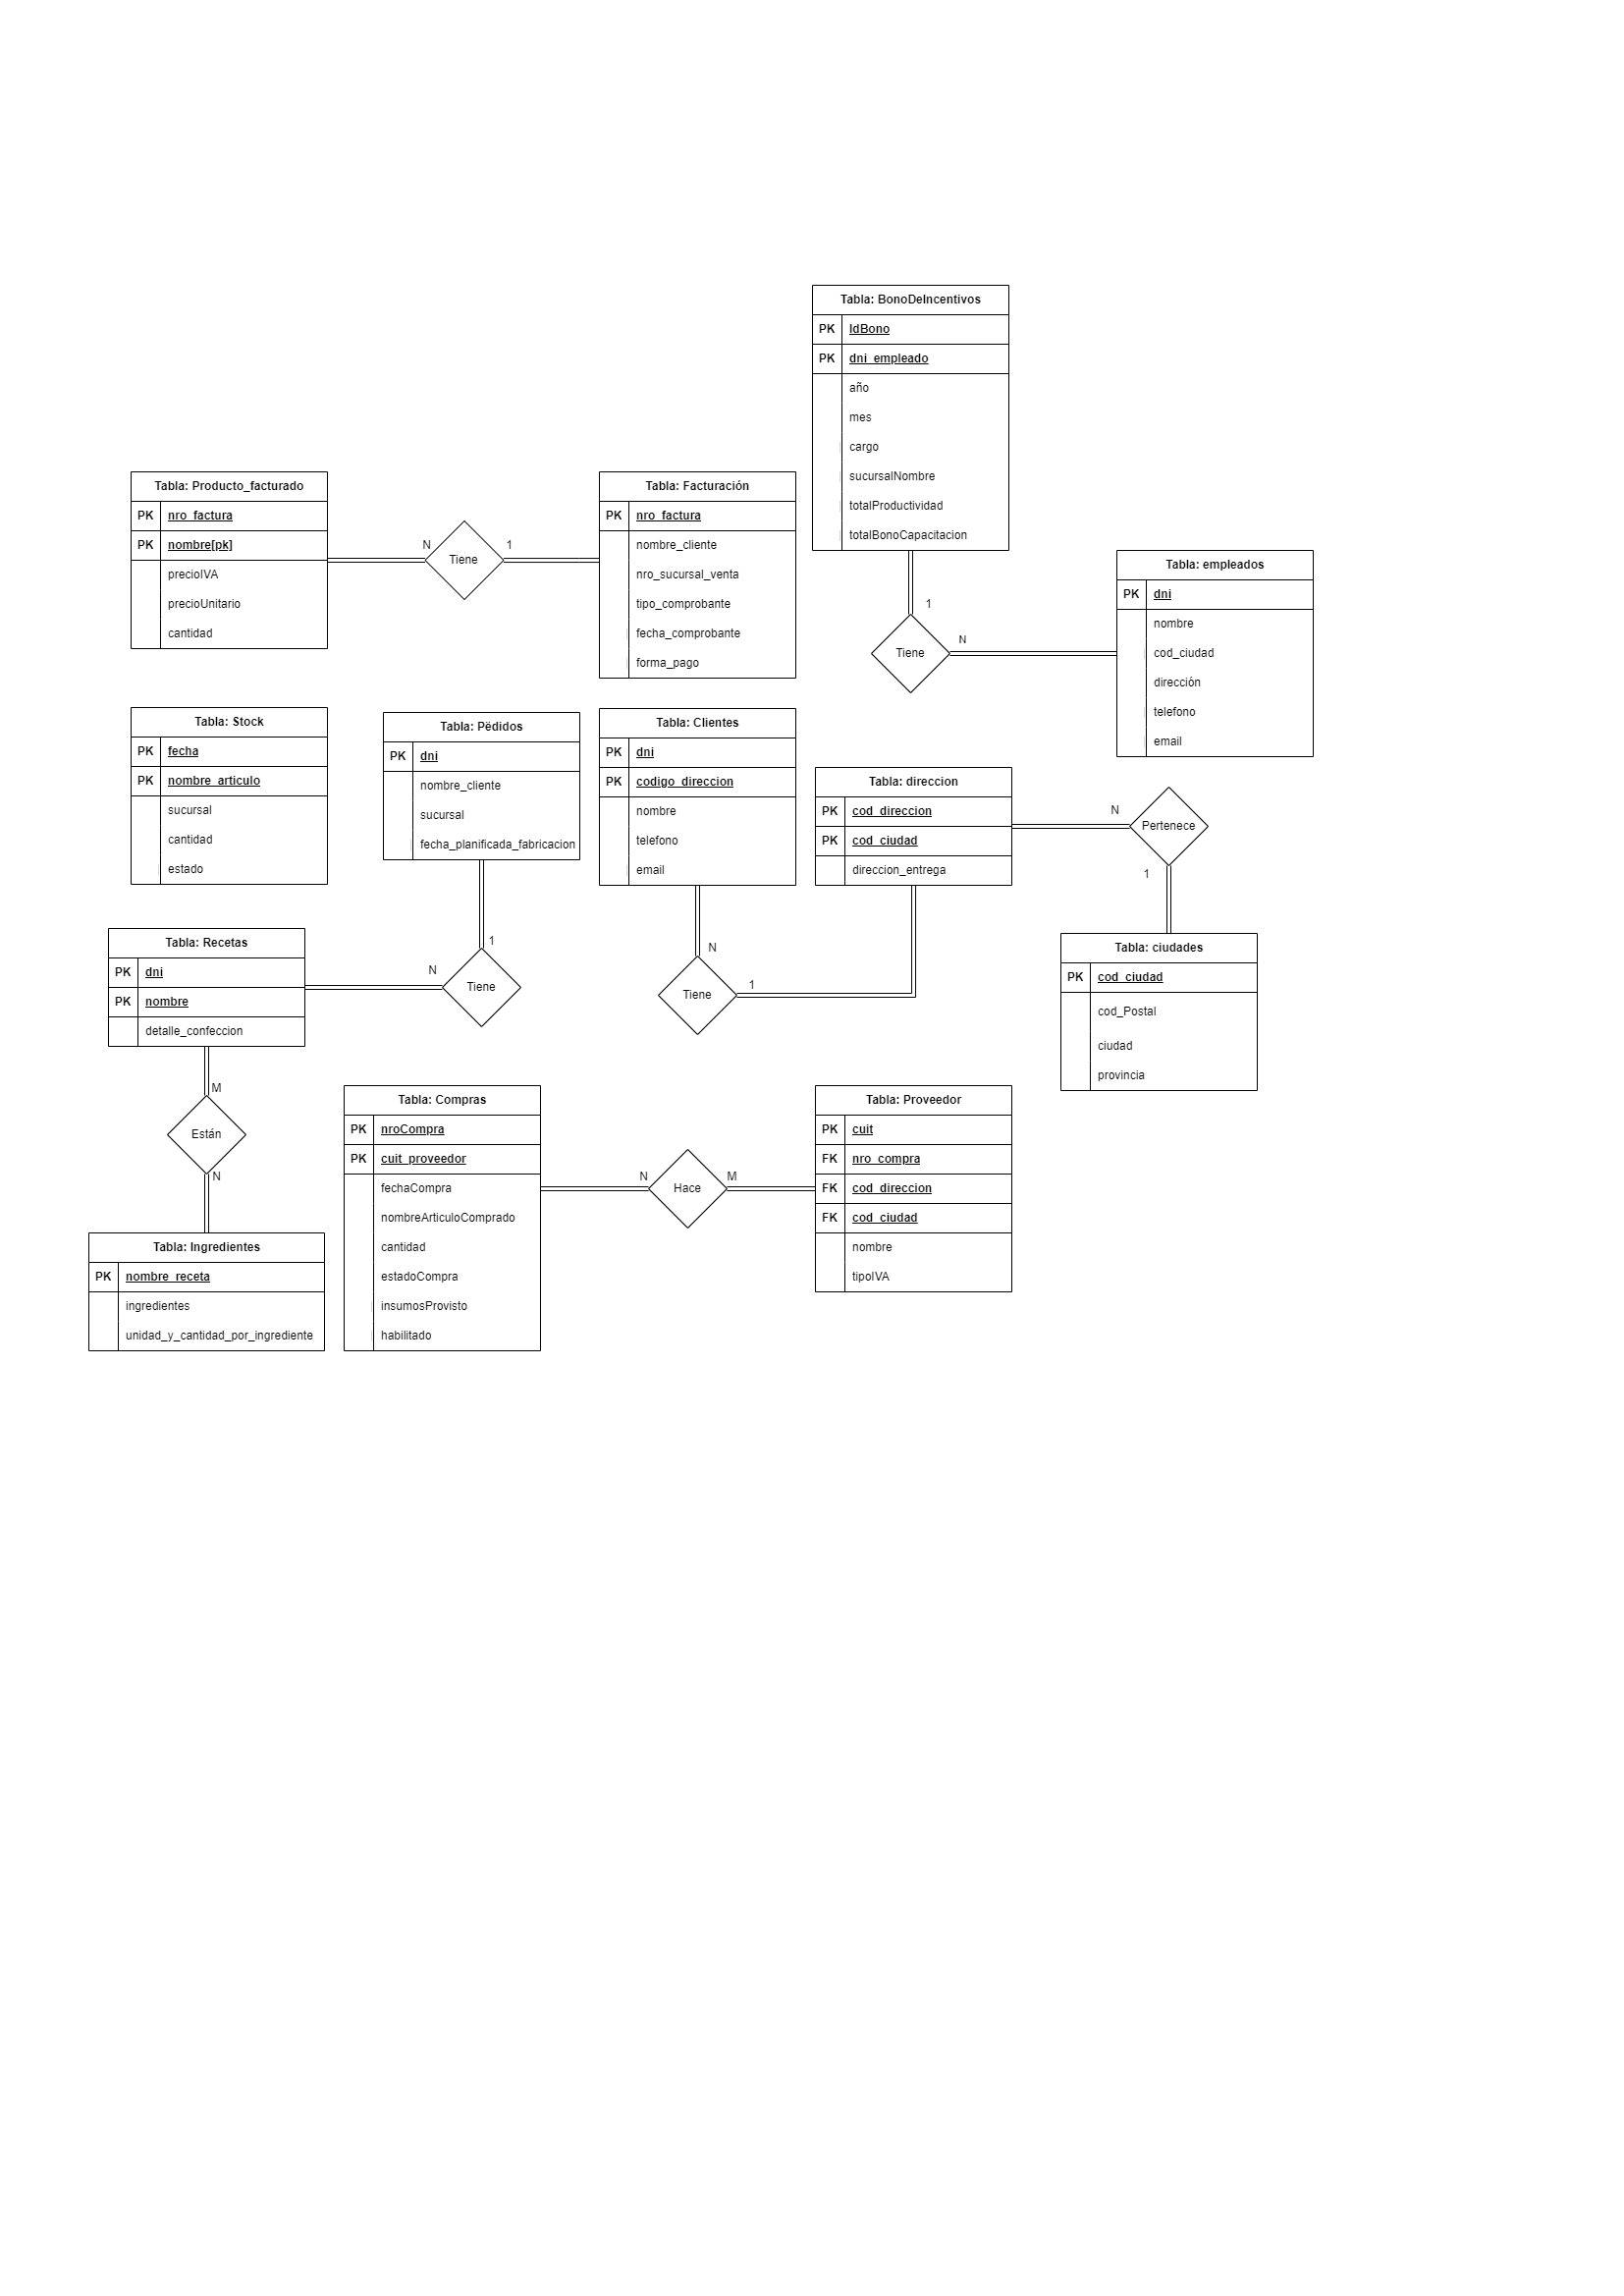 Tabla: BonoDeIncentivos
PK IdBono
PK dni_empleado
año
mes
cargo
sucursalNombre
totalProductividad
totalBonoCapacitacion
Tabla: Producto_facturado
PK nro_factura
PK nombre[pk]
precioIVA
precioUnitario
cantidad
N
Tiene
1
Tabla: Facturación
PK nro_factura
nombre_cliente
nro_sucursal_venta
tipo_comprobante
fecha_comprobante
forma_pago
1
Tiene
N
Tabla: empleados
PK dni
nombre
cod_ciudad
dirección
telefono
email
Tabla: Stock
PK fecha
PK nombre_articulo
sucursal
cantidad
estado
Tabla: Pëdidos
PK dni
nombre_cliente
sucursal
fecha_planificada_fabricacion
Tabla: Clientes
PK dni
PK codigo_direccion
nombre
telefono
email
Tabla: direccion
PK cod_direccion
PK cod_ciudad
direccion_entrega
N
Pertenece
1
Tabla: Recetas
PK dni
PK nombre
detalle_confeccion
N
1
Tiene
N
Tiene
1
Tabla: ciudades
PK cod_ciudad
cod_Postal
ciudad
provincia
M
Están
N
Tabla: Compras
PK nroCompra
PK cuit_proveedor
fechaCompra
nombreArticuloComprado
cantidad
estadoCompra
insumosProvisto
habilitado
N
Hace
M
Tabla: Proveedor
PK cuit
FK nro_compra
FK cod_direccion
FK cod_ciudad
nombre
tipoIVA
Tabla: Ingredientes
PK nombre_receta
ingredientes
unidad_y_cantidad_por_ingrediente